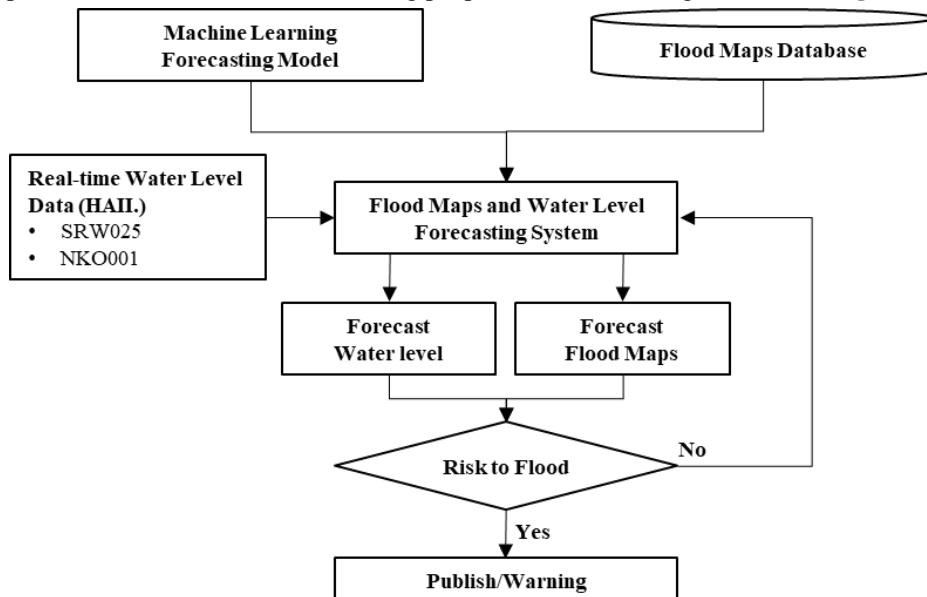 Machine Learning
Forecasting Model
Flood Maps Database
Real-time Water Level
Data (HAII.)
• SRW025
• NKO001
Flood Maps and Water Level
Forecasting System
Forecast
Water level
Forecast
Flood Maps
Risk to Flood
No
Yes
Publish/Warning